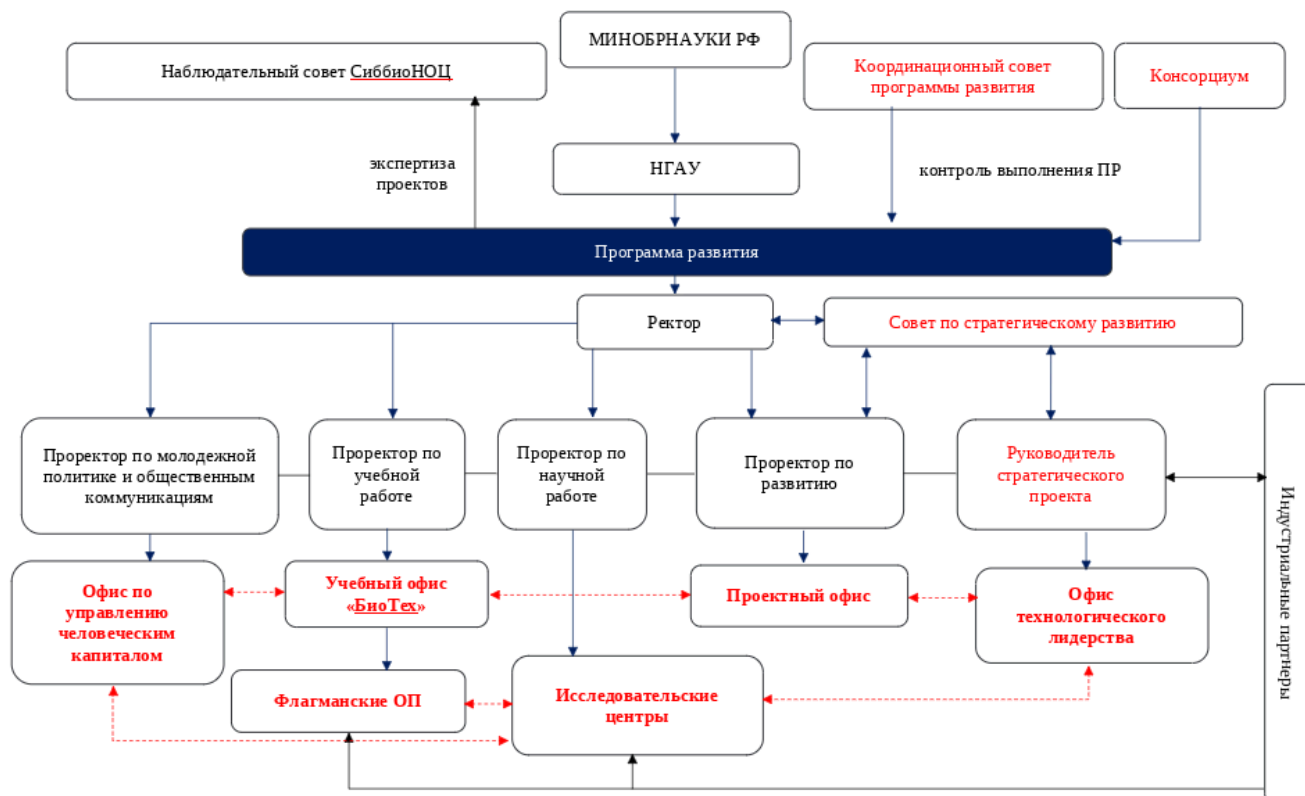 МИНОБРНАУКИ РФ
Наблюдательный совет СиббиоНОЦ
Координационный совет
программы развития
Консорциум
экспертиза
проектов
НГАУ
контроль выполнения ПР
Программа развития
Ректор
Совет по стратегическому развитию
Проректор по молодежной
политике и общественным
коммуникациям
Проректор по
учебной
работе
Проректор по
научной
работе
Проректор по
развитию
Руководитель
стратегического
проекта
Индустриальные партнеры
Офис по
управлению
человеческим
капиталом
Учебный офис
«БиоТех»
Проектный офис
Офис
технологического
лидерства
Флагманские ОП
Исследовательские
центры